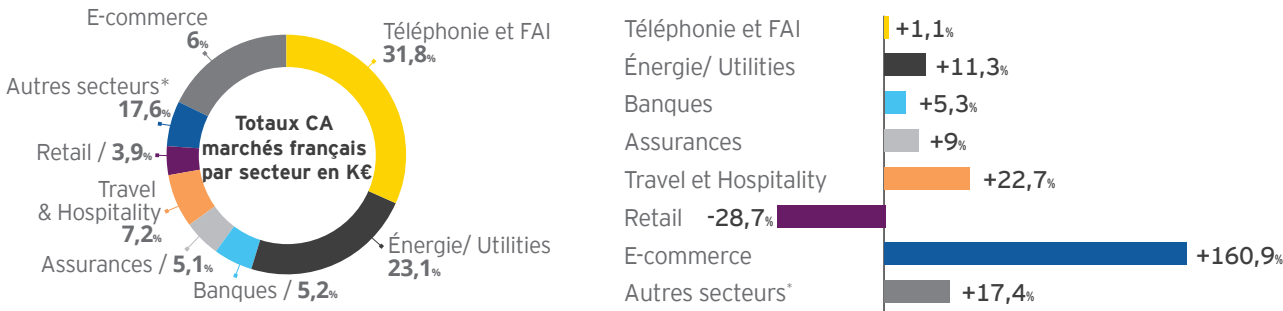 E-commerce
6%
Autres secteurs*
17,6%
Retail / 3,9%
Travel
& Hospitality
7,2%
Assurances / 5,1%
Banques / 5,2%
Énergie/ Utilities
23,1%
Téléphonie et FAI
31,8%
Totaux CA
marchés français
par secteur en K€
Téléphonie et FAI +1,1%
Énergie/ Utilities +11,3%
Banques +5,3%
Assurances +9%
Travel et Hospitality +22,7%
Retail -28,7%
E-commerce +160,9%
Autres secteurs* +17,4%